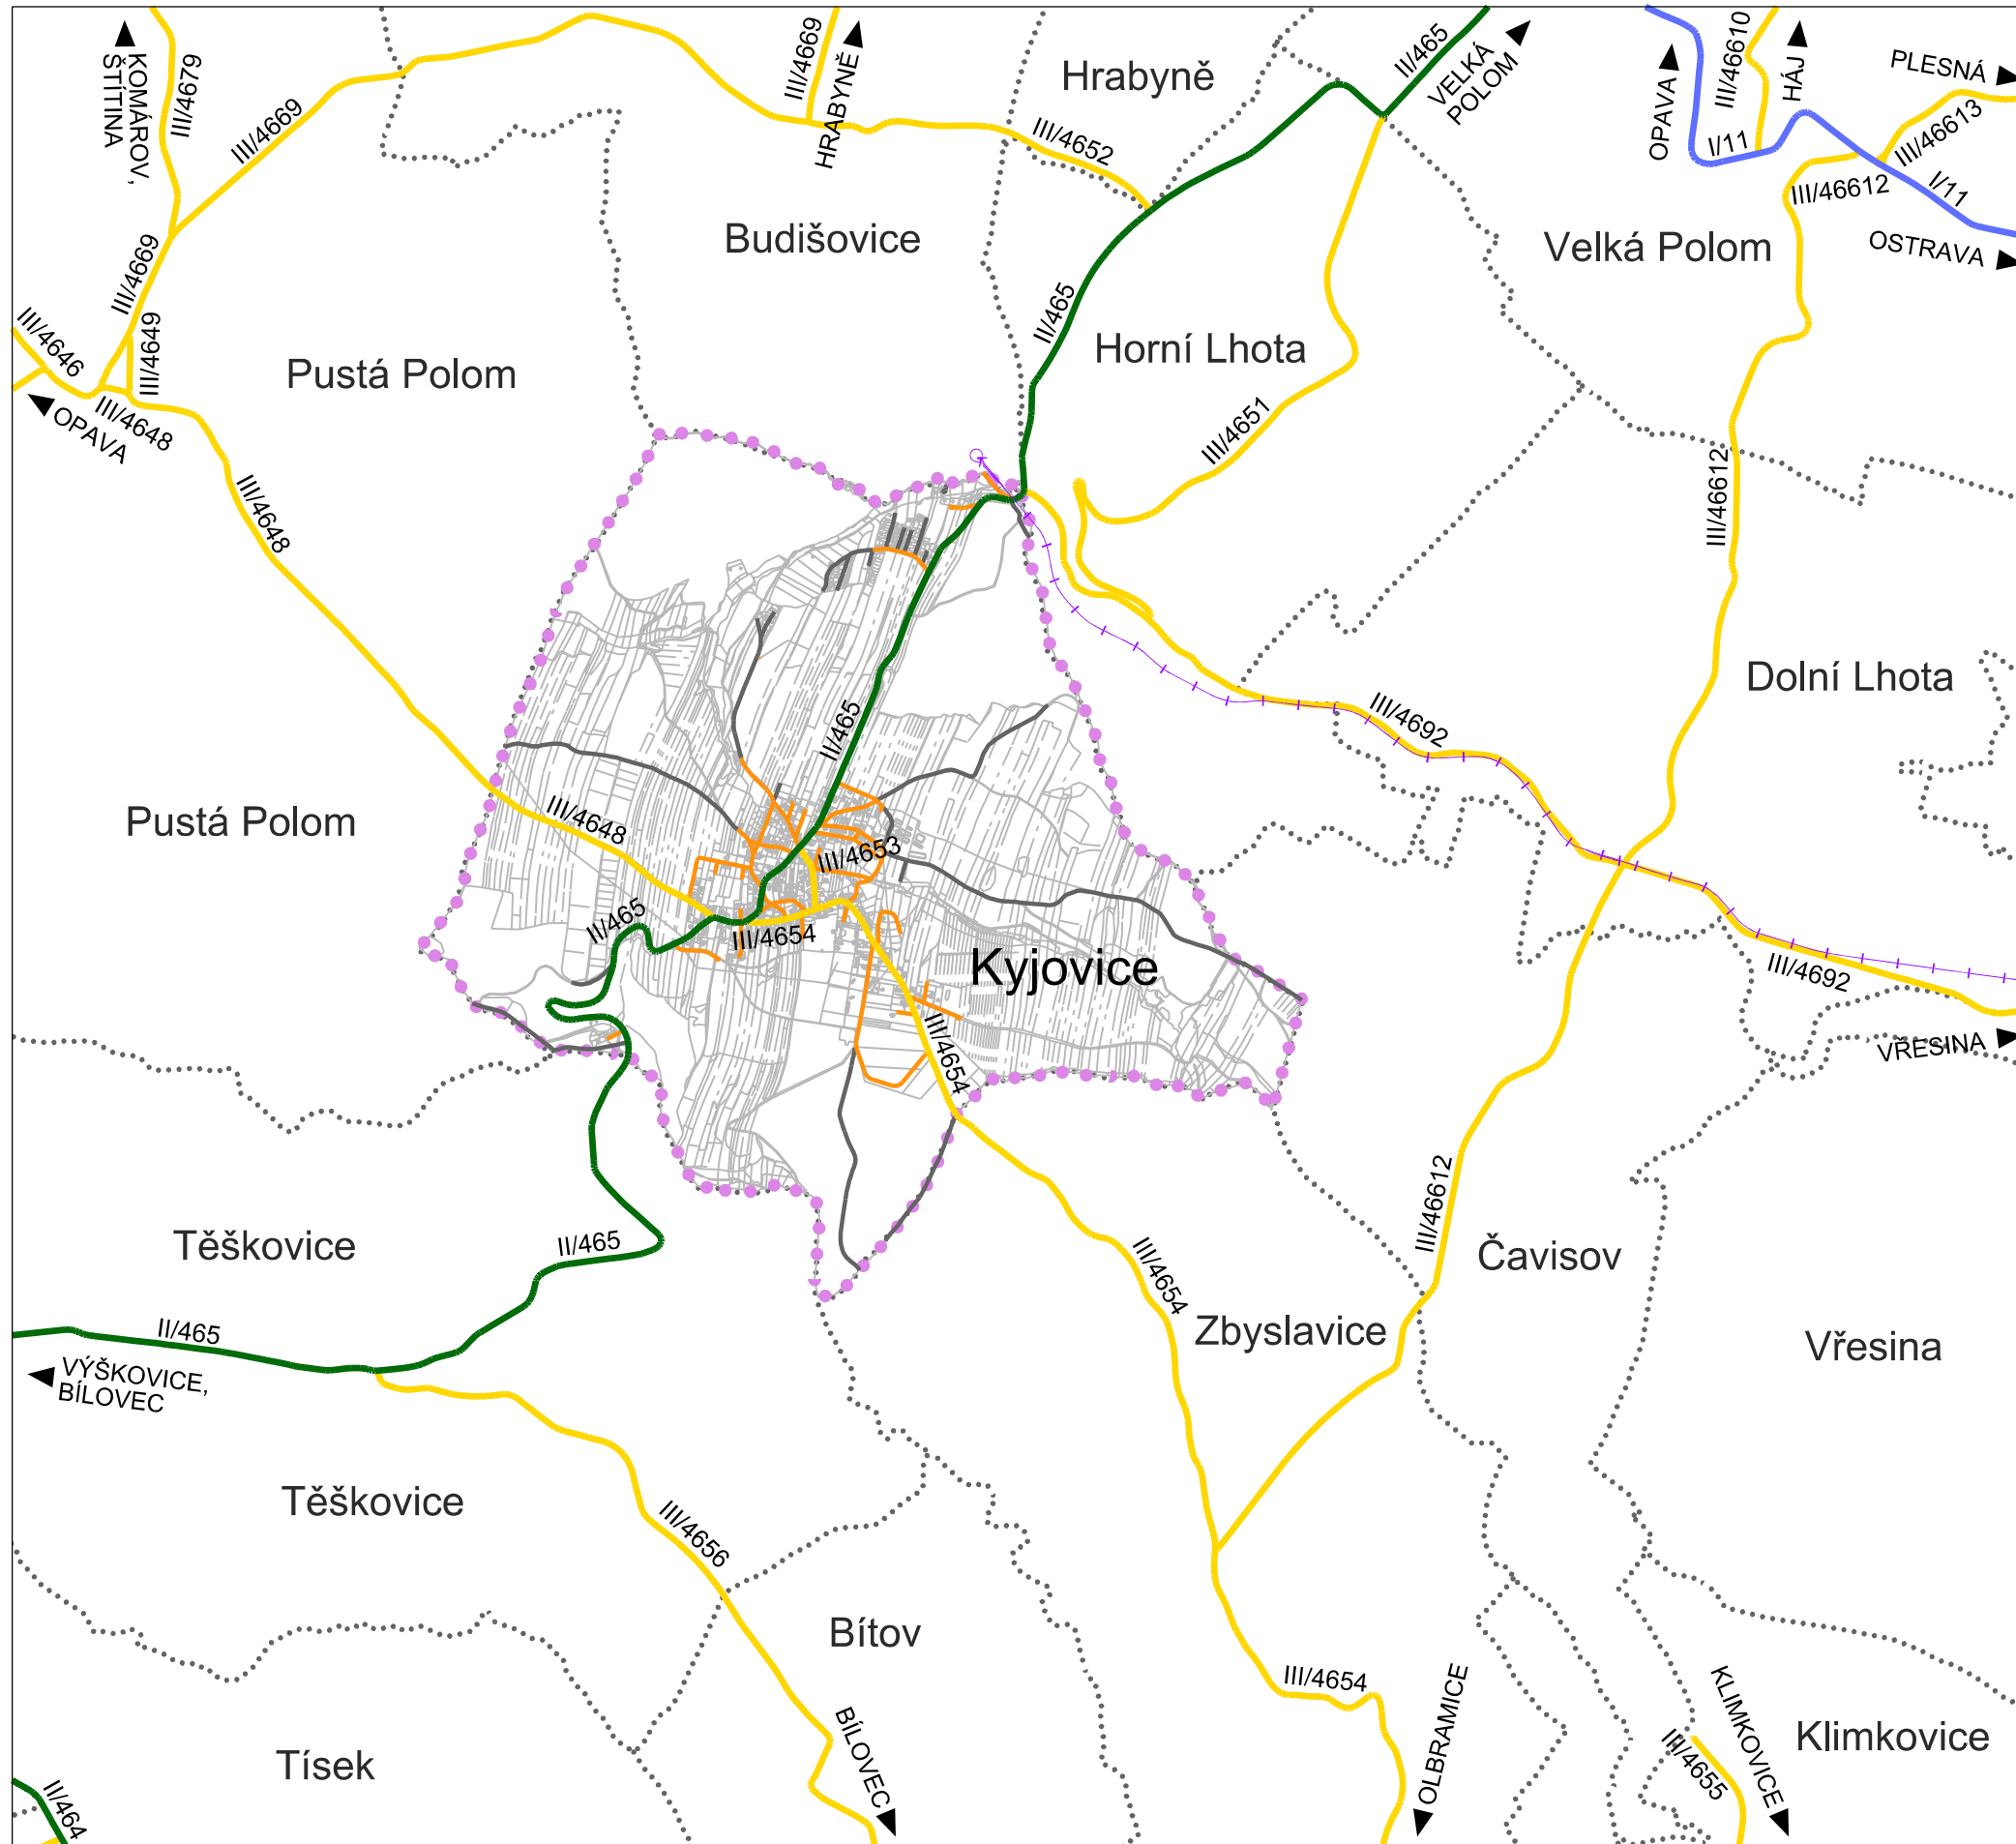 KOMÁROV,
ŠTÍTINA
III/4679
III/4669
III/4669
HRABYNĚ
Hrabyně
III/4652
II/465
VELKÁ
POLOM
OPAVA
III/46610
HÁJ
PLESNÁ
III/46613
I/11
I/11
III/46612
OSTRAVA
Budišovice
Velká Polom
III/4669
III/4649
III/4646
III/4648
OPAVA
Pustá Polom
II/465
Horní Lhota
III/4651
III/4648
III/46612
Dolní Lhota
II/465
III/4692
Pustá Polom
III/4648
III/4653
II/465
III/4654
Kyjovice
III/4692
VŘESINA
III/4654
Těškovice
II/465
III/46612
Čavisov
III/4654
Zbyslavice
Vřesina
II/465
VÝŠKOVICE,
BÍLOVEC
Těškovice
III/4656
Bítov
III/4654
OLBRAMICE
KLIMKOVICE
Klimkovice
III/4655
BÍLOVEC
Tísek
II/464